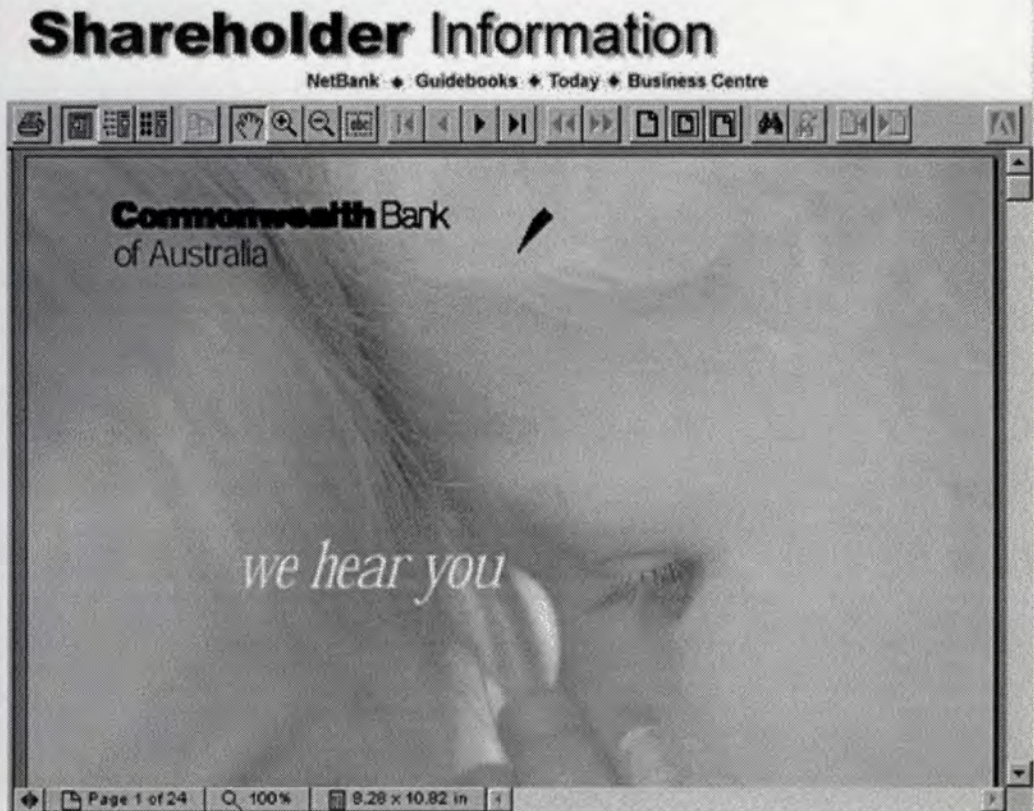 Shareholder Information
NetBank ◆ Guidebooks ◆ Today ◆ Business Centre
abc
Commonwealth Bank
of Australia
we hear you
Page 1 of 24 100% 8.28 x 10.82 in